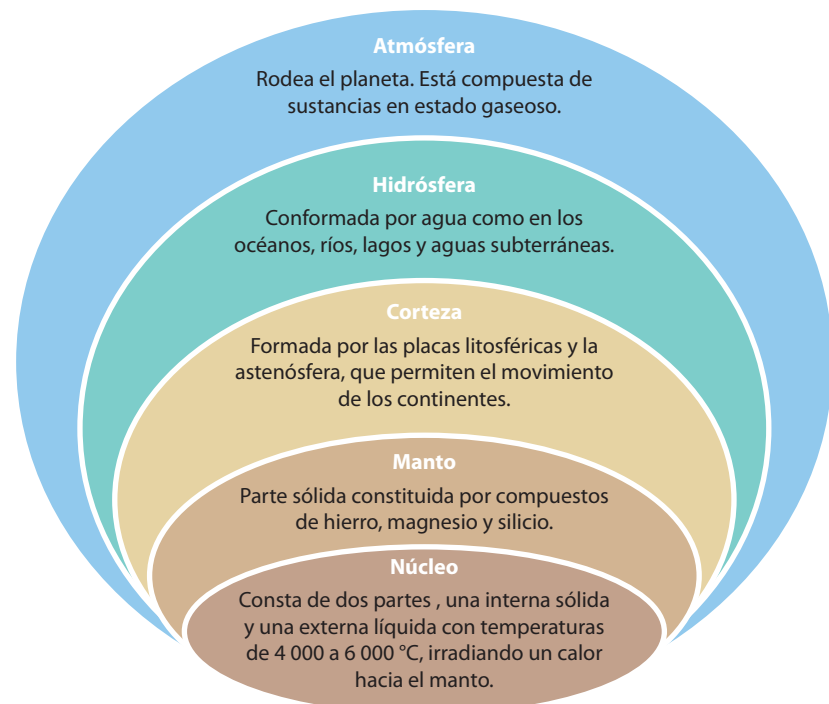 Atmósfera
Rodea el planeta. Está compuesta de
sustancias en estado gaseoso.
Hidrósfera
Conformada por agua como en los
océanos, ríos, lagos y aguas subterráneas.
Corteza
Formada por las placas litosféricas y la
astenósfera, que permiten el movimiento
de los continentes.
Manto
Parte sólida constituida por compuestos
de hierro, magnesio y silicio.
Núcleo
Consta de dos partes , una interna sólida
y una externa líquida con temperaturas
de 4 000 a 6 000 °C, irradiando un calor
hacia el manto.